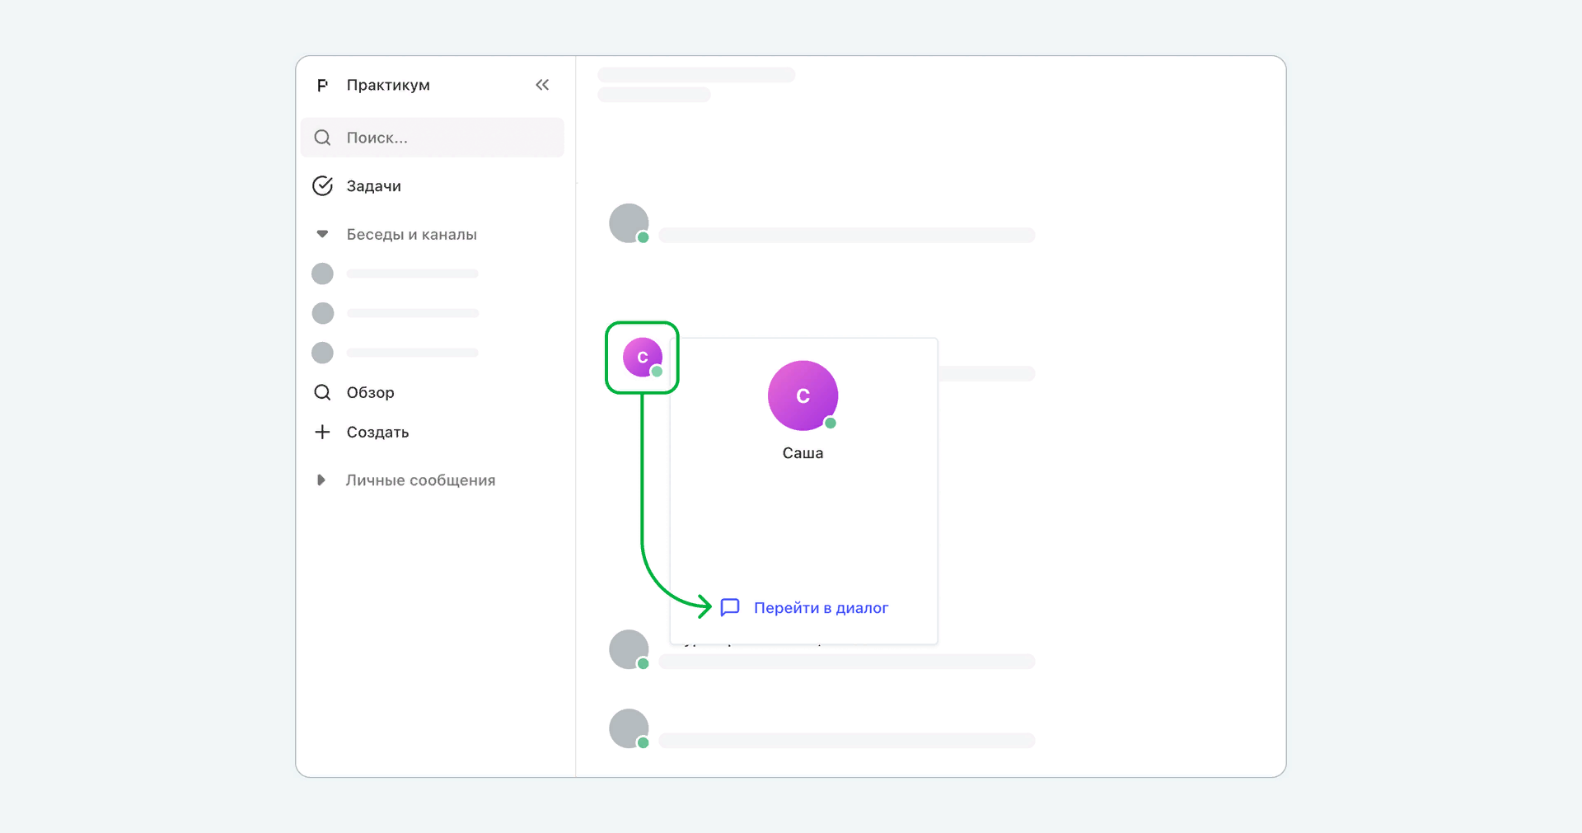 Практикум
Поиск...
Задачи
Беседы и каналы
Обзор
Создать
Личные сообщения
С
С
Саша
Перейти в диалог